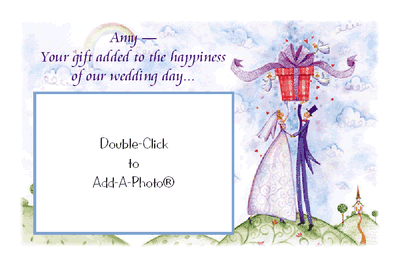 Amy —
Your gift added to the happiness
of our wedding day...
Double-Click
to
Add-A-Photo®